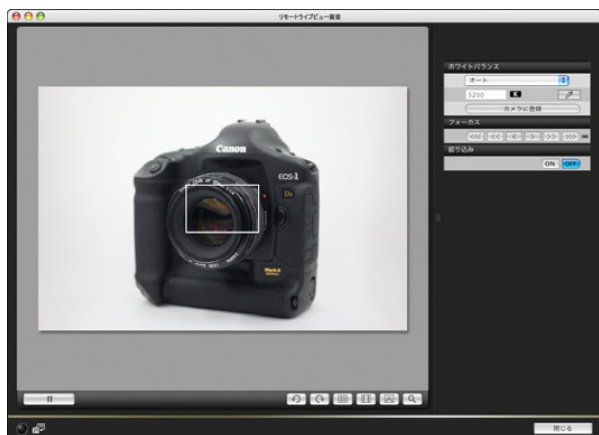 リモートライブビュー画面
ホワイトバランス
オート
5200 K
カメラに登録
フォーカス
<<< << < > >> >>> ∞
絞り込み
ON OFF
Canon
EOS-1
Ds
Mark II
閉じる